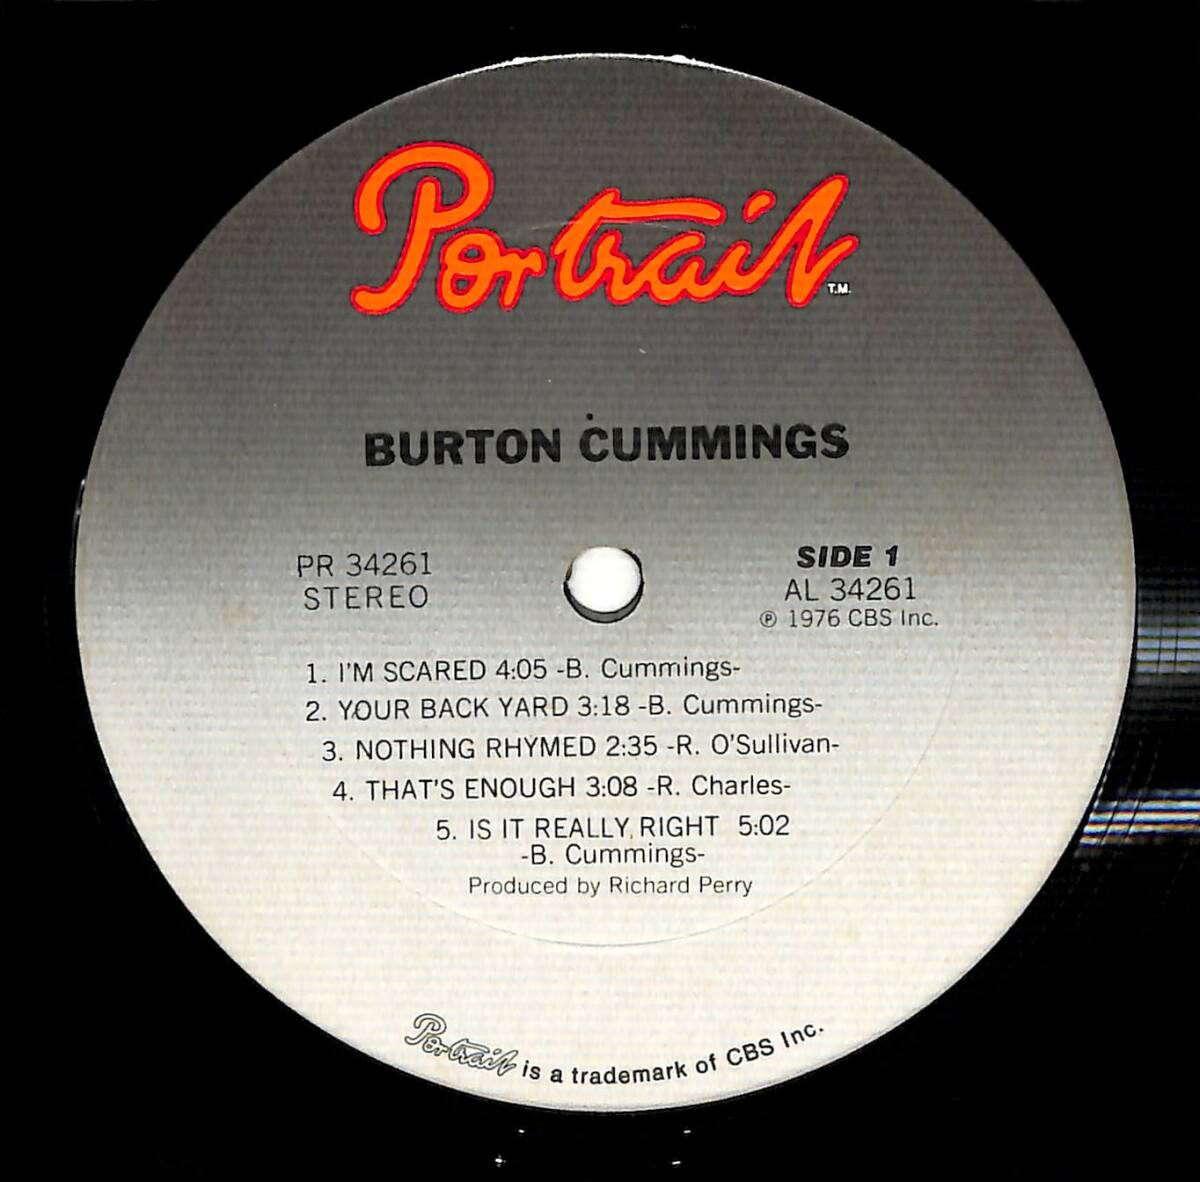 Portrait T.M.
BURTON CUMMINGS
PR 34261
STEREO
SIDE 1
AL 34261
℗ 1976 CBS Inc.
1. I'M SCARED 4:05 -B. Cummings-
2. YOUR BACK YARD 3:18 -B. Cummings-
3. NOTHING RHYMED 2:35 -R. O'Sullivan-
4. THAT'S ENOUGH 3:08 -R. Charles-
5. IS IT REALLY RIGHT 5:02
-B. Cummings-
Produced by Richard Perry
Portrait is a trademark of CBS Inc.